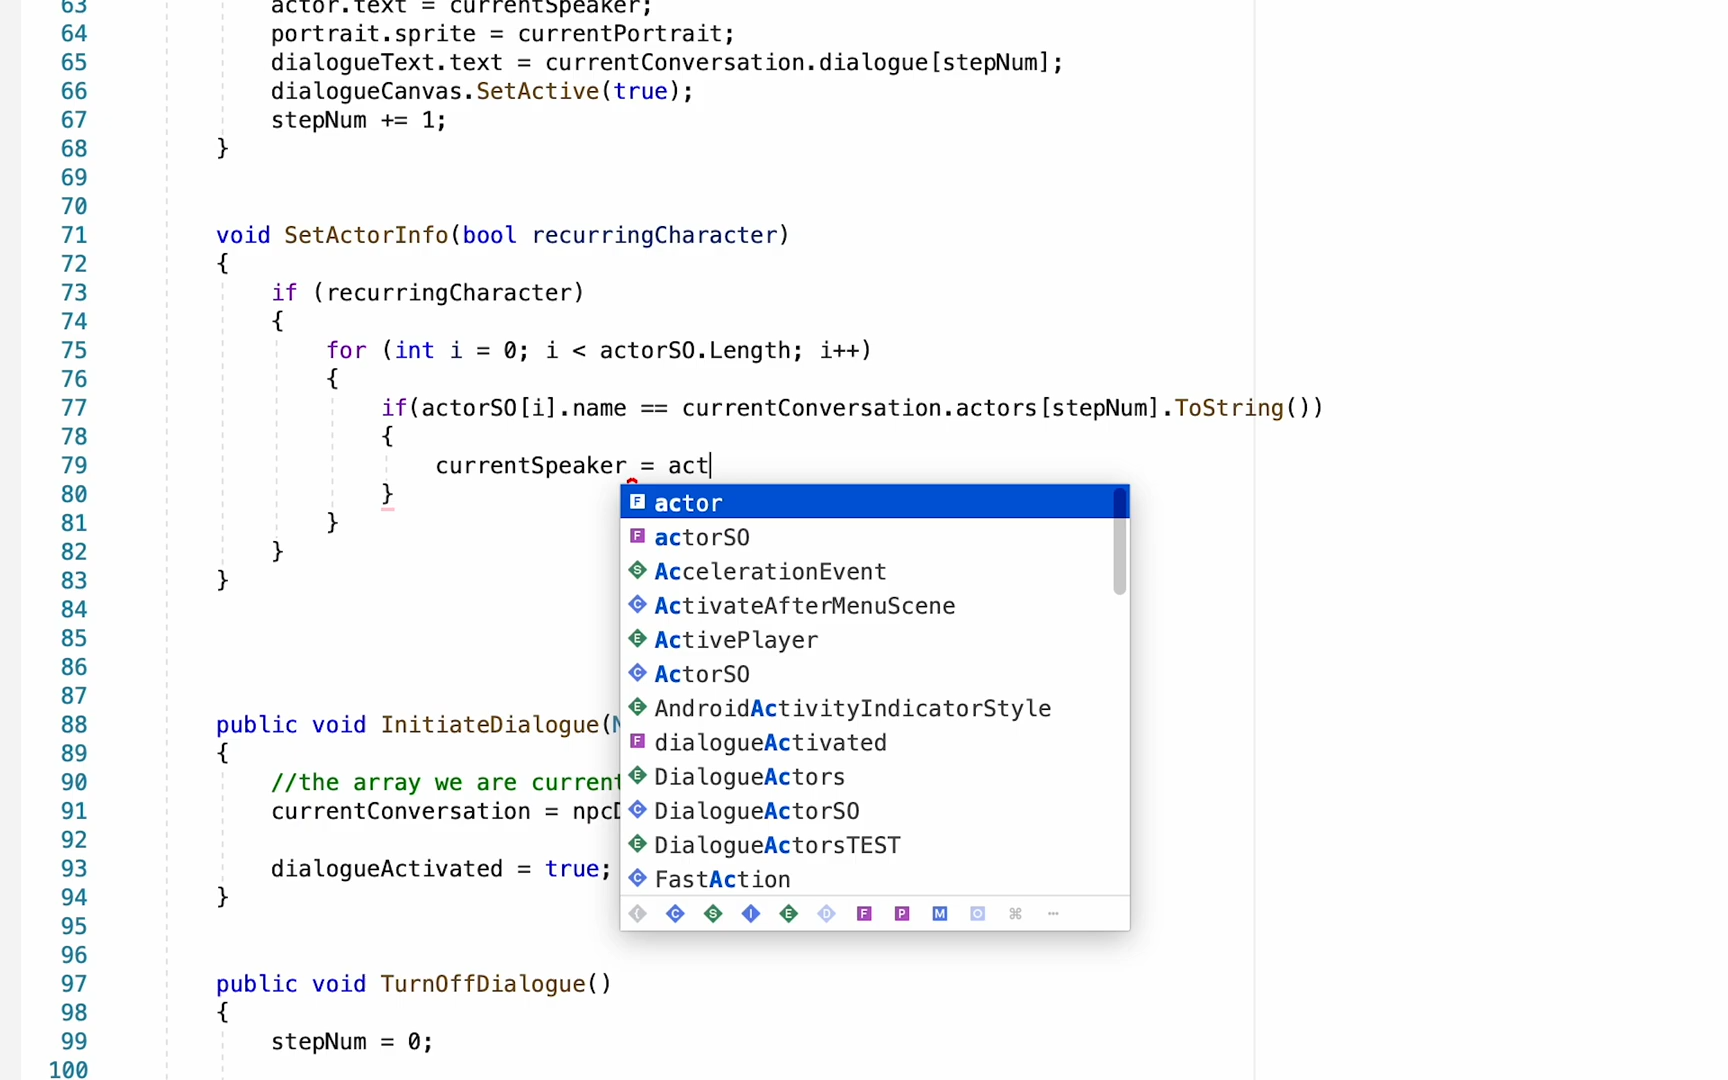 63 actor.text = currentSpeaker;
64 portrait.sprite = currentPortrait;
65 dialogueText.text = currentConversation.dialogue[stepNum];
66 dialogueCanvas.SetActive(true);
67 stepNum += 1;
68 }
69
70
71 void SetActorInfo(bool recurringCharacter)
72 {
73 if (recurringCharacter)
74 {
75 for (int i = 0; i < actorSO.Length; i++)
76 {
77 if(actorSO[i].name == currentConversation.actors[stepNum].ToString())
78 {
79 currentSpeaker = act
80 }
81 }
82 }
83 }
84
85
86
87
88 public void InitiateDialogue(N
89 {
90 //the array we are current
91 currentConversation = npcD
92
93 dialogueActivated = true;
94 }
95
96
97 public void TurnOffDialogue()
98 {
99 stepNum = 0;
100
F actor
F actorSO
S AccelerationEvent
C ActivateAfterMenuScene
E ActivePlayer
C ActorSO
E AndroidActivityIndicatorStyle
F dialogueActivated
E DialogueActors
C DialogueActorSO
E DialogueActorsTEST
C FastAction
{ C S I E D F P M O ⌘ ···